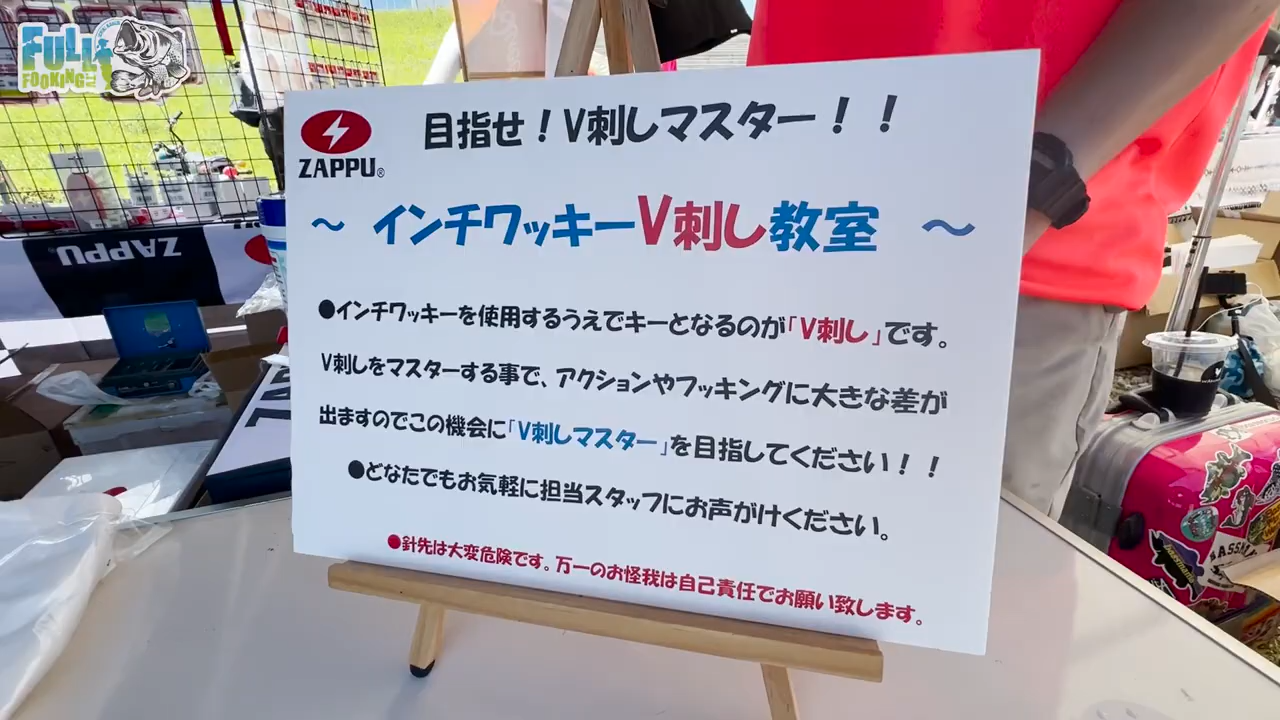 FULL
FOOKING!!
ZAPPU®
目指せ！V刺しマスター！！
～ インチワッキーV刺し教室 ～
●インチワッキーを使用するうえでキーとなるのが「V刺し」です。
V刺しをマスターする事で、アクションやフッキングに大きな差が
出ますのでこの機会に「V刺しマスター」を目指してください！！
●どなたでもお気軽に担当スタッフにお声がけください。
●針先は大変危険です。万一のお怪我は自己責任でお願い致します。
ZAPPU